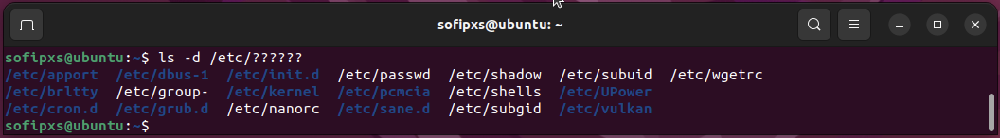 sofipxs@ubuntu: ~
sofipxs@ubuntu:~$ ls -d /etc/??????
/etc/apport  /etc/dbus-1  /etc/init.d  /etc/passwd  /etc/shadow  /etc/subuid  /etc/wgetrc
/etc/brltty  /etc/group-  /etc/kernel  /etc/pcmcia  /etc/shells  /etc/UPower
/etc/cron.d  /etc/grub.d  /etc/nanorc  /etc/sane.d  /etc/subgid  /etc/vulkan
sofipxs@ubuntu:~$